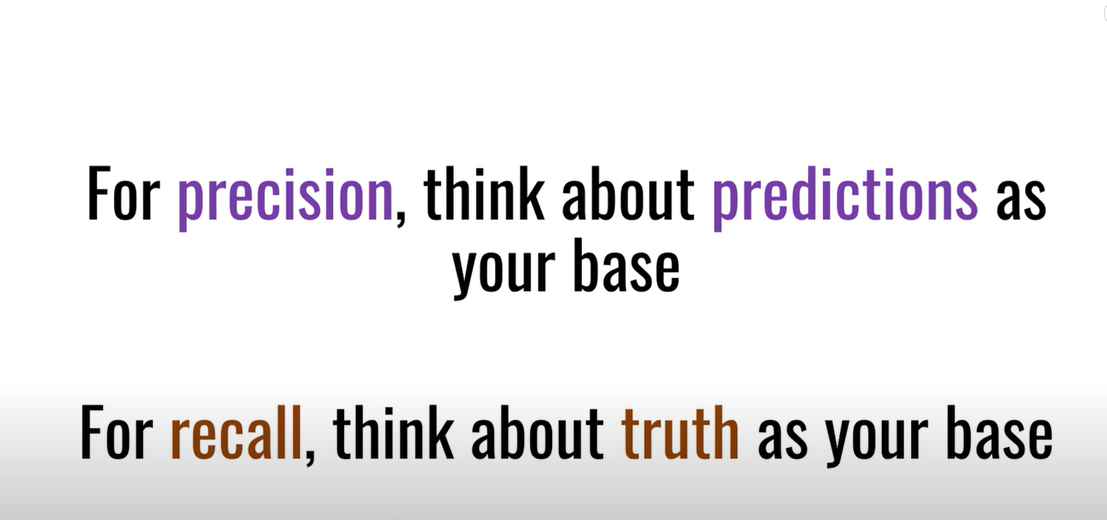 For precision, think about predictions as
your base
For recall, think about truth as your base